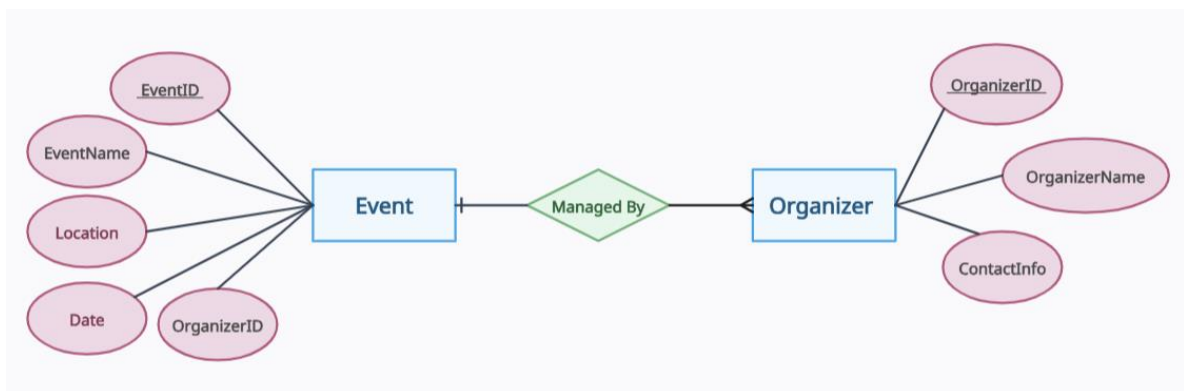 EventID
EventName
Location
Date
OrganizerID
Event
Managed By
Organizer
OrganizerID
OrganizerName
ContactInfo